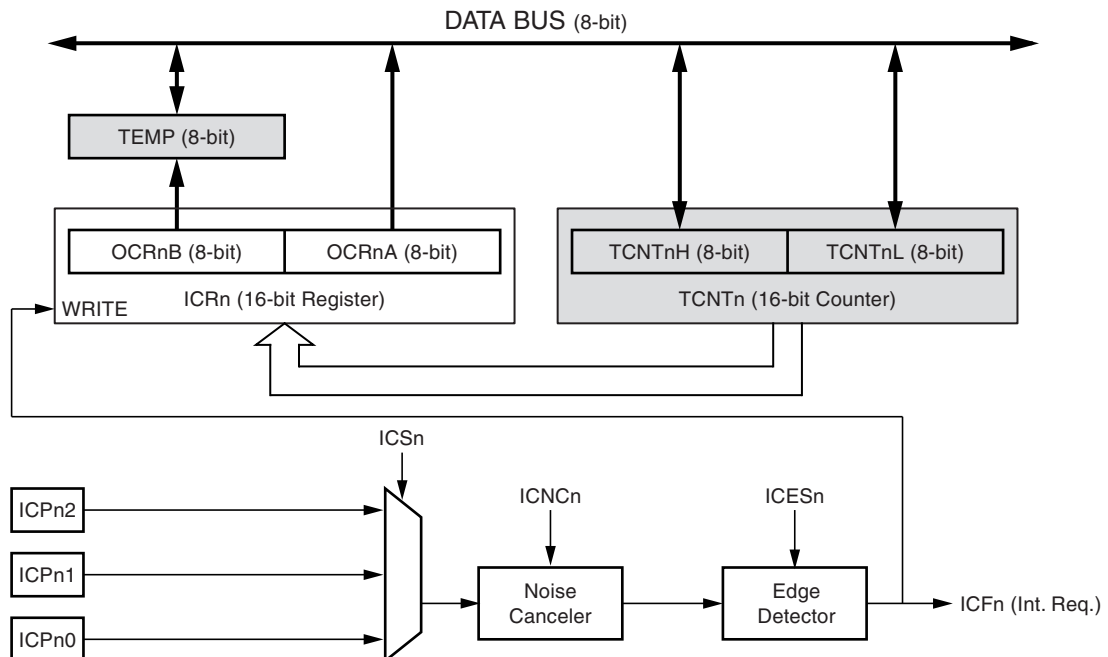 DATA BUS (8-bit)
TEMP (8-bit)
OCRnB (8-bit) OCRnA (8-bit) TCNTnH (8-bit) TCNTnL (8-bit)
ICRn (16-bit Register) TCNTn (16-bit Counter)
WRITE
ICSn
ICNCn ICESn
ICPn2
ICPn1
Noise Canceler
Edge Detector
ICFn (Int. Req.)
ICPn0